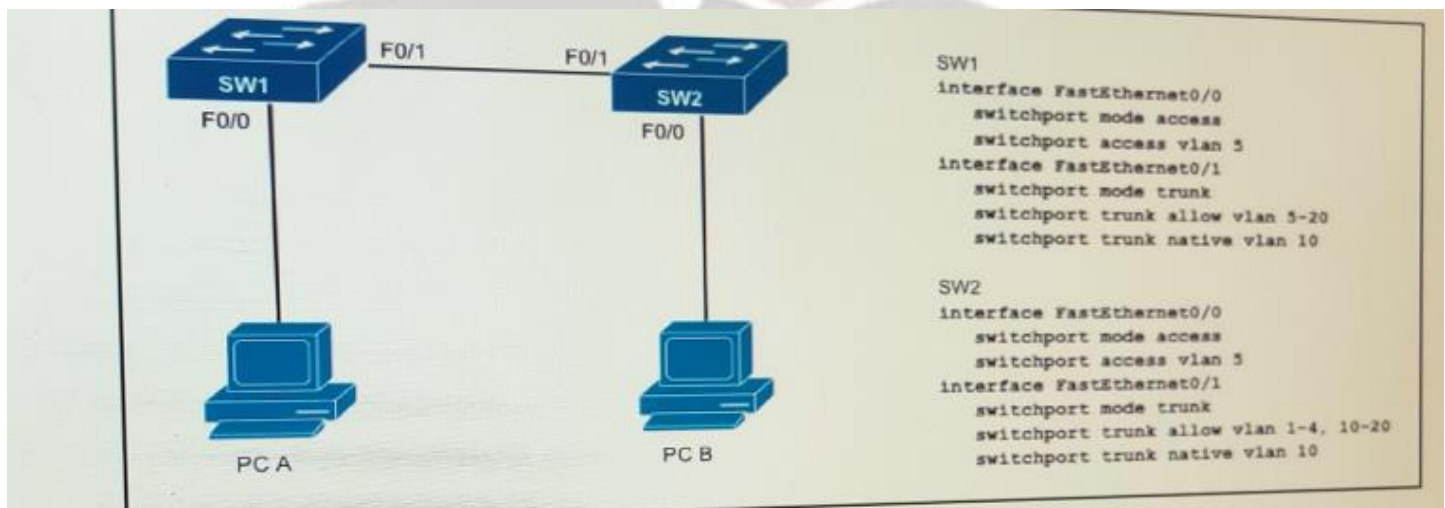 F0/1
F0/1
SW1
SW2
F0/0
F0/0
PC A
PC B
SW1
interface FastEthernet0/0
switchport mode access
switchport access vlan 5
interface FastEthernet0/1
switchport mode trunk
switchport trunk allow vlan 5-20
switchport trunk native vlan 10
SW2
interface FastEthernet0/0
switchport mode access
switchport access vlan 5
interface FastEthernet0/1
switchport mode trunk
switchport trunk allow vlan 1-4, 10-20
switchport trunk native vlan 10